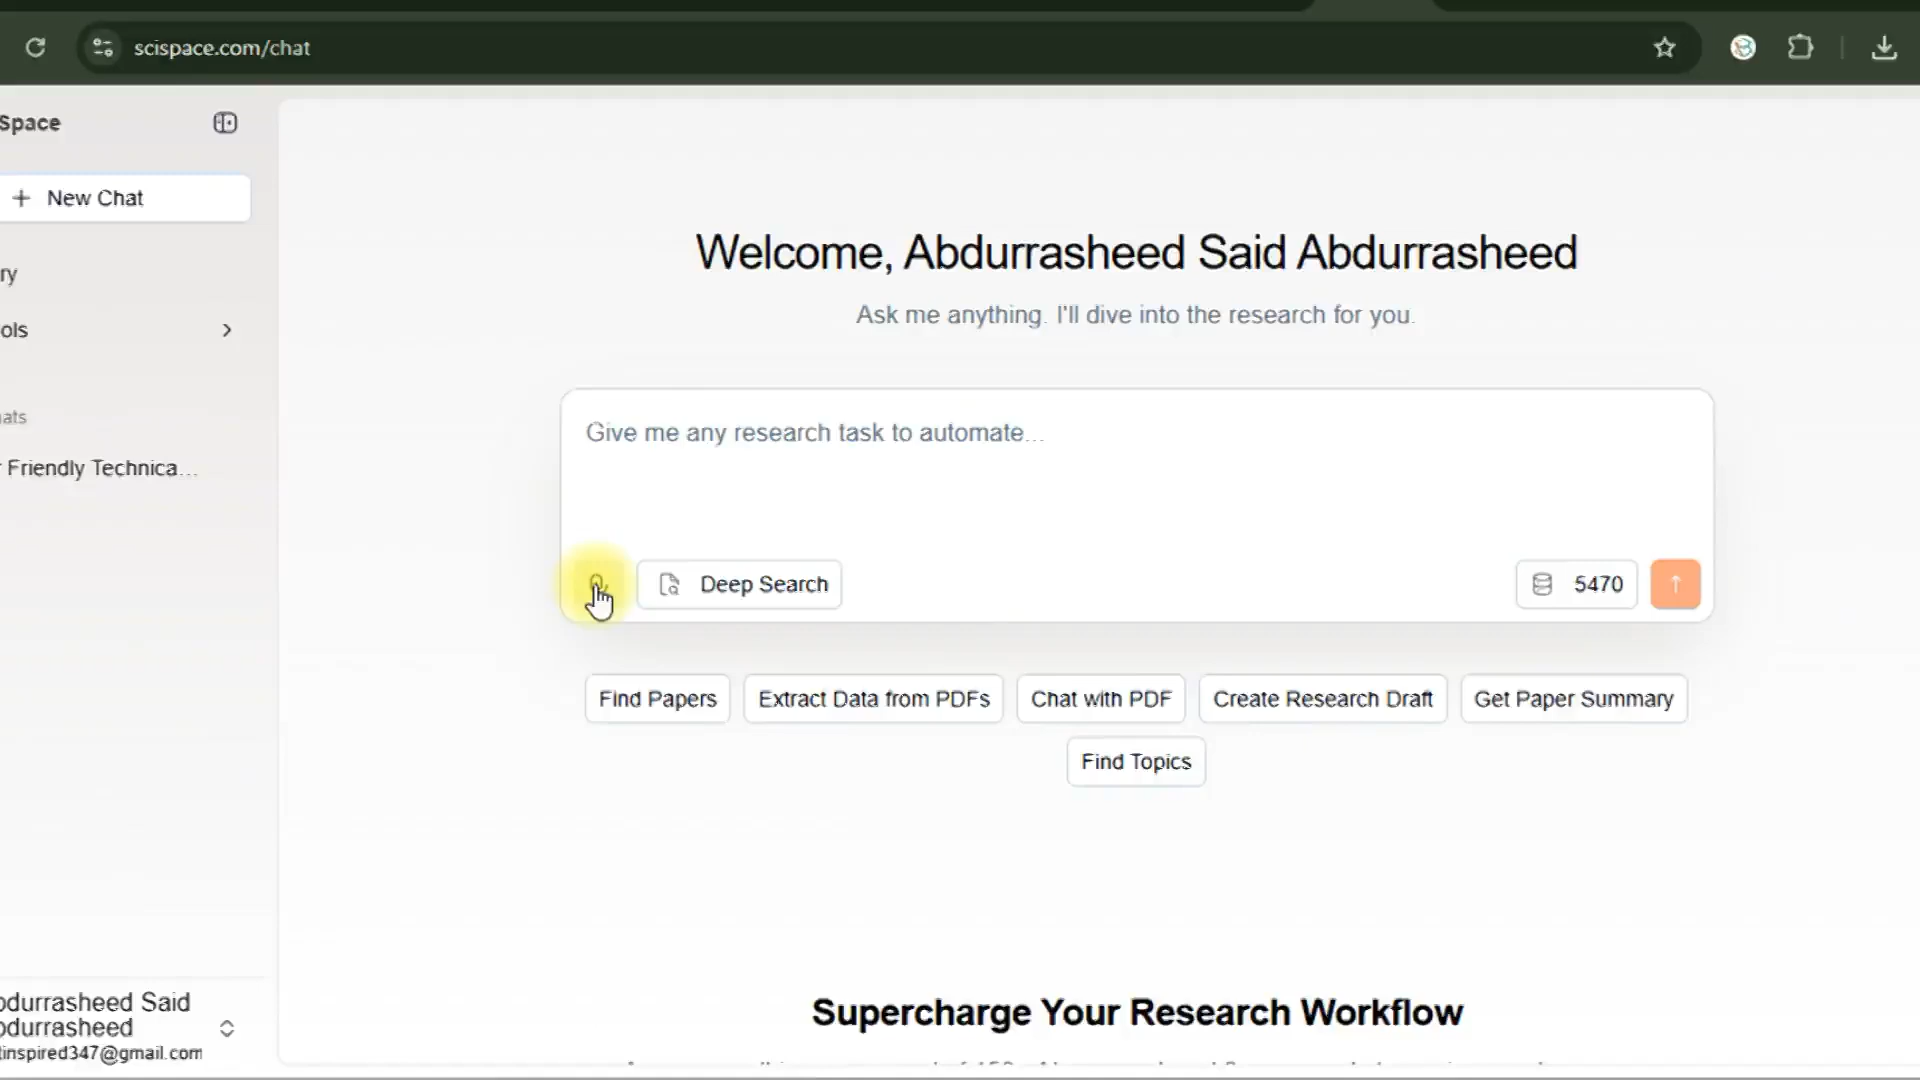 scispace.com/chat
Space
New Chat
ry
ols
ats
Friendly Technica...
Welcome, Abdurrasheed Said Abdurrasheed
Ask me anything. I'll dive into the research for you.
Give me any research task to automate...
Deep Search
5470
Find Papers
Extract Data from PDFs
Chat with PDF
Create Research Draft
Get Paper Summary
Find Topics
Supercharge Your Research Workflow
odurrasheed Said
odurrasheed
tinspired347@gmail.com